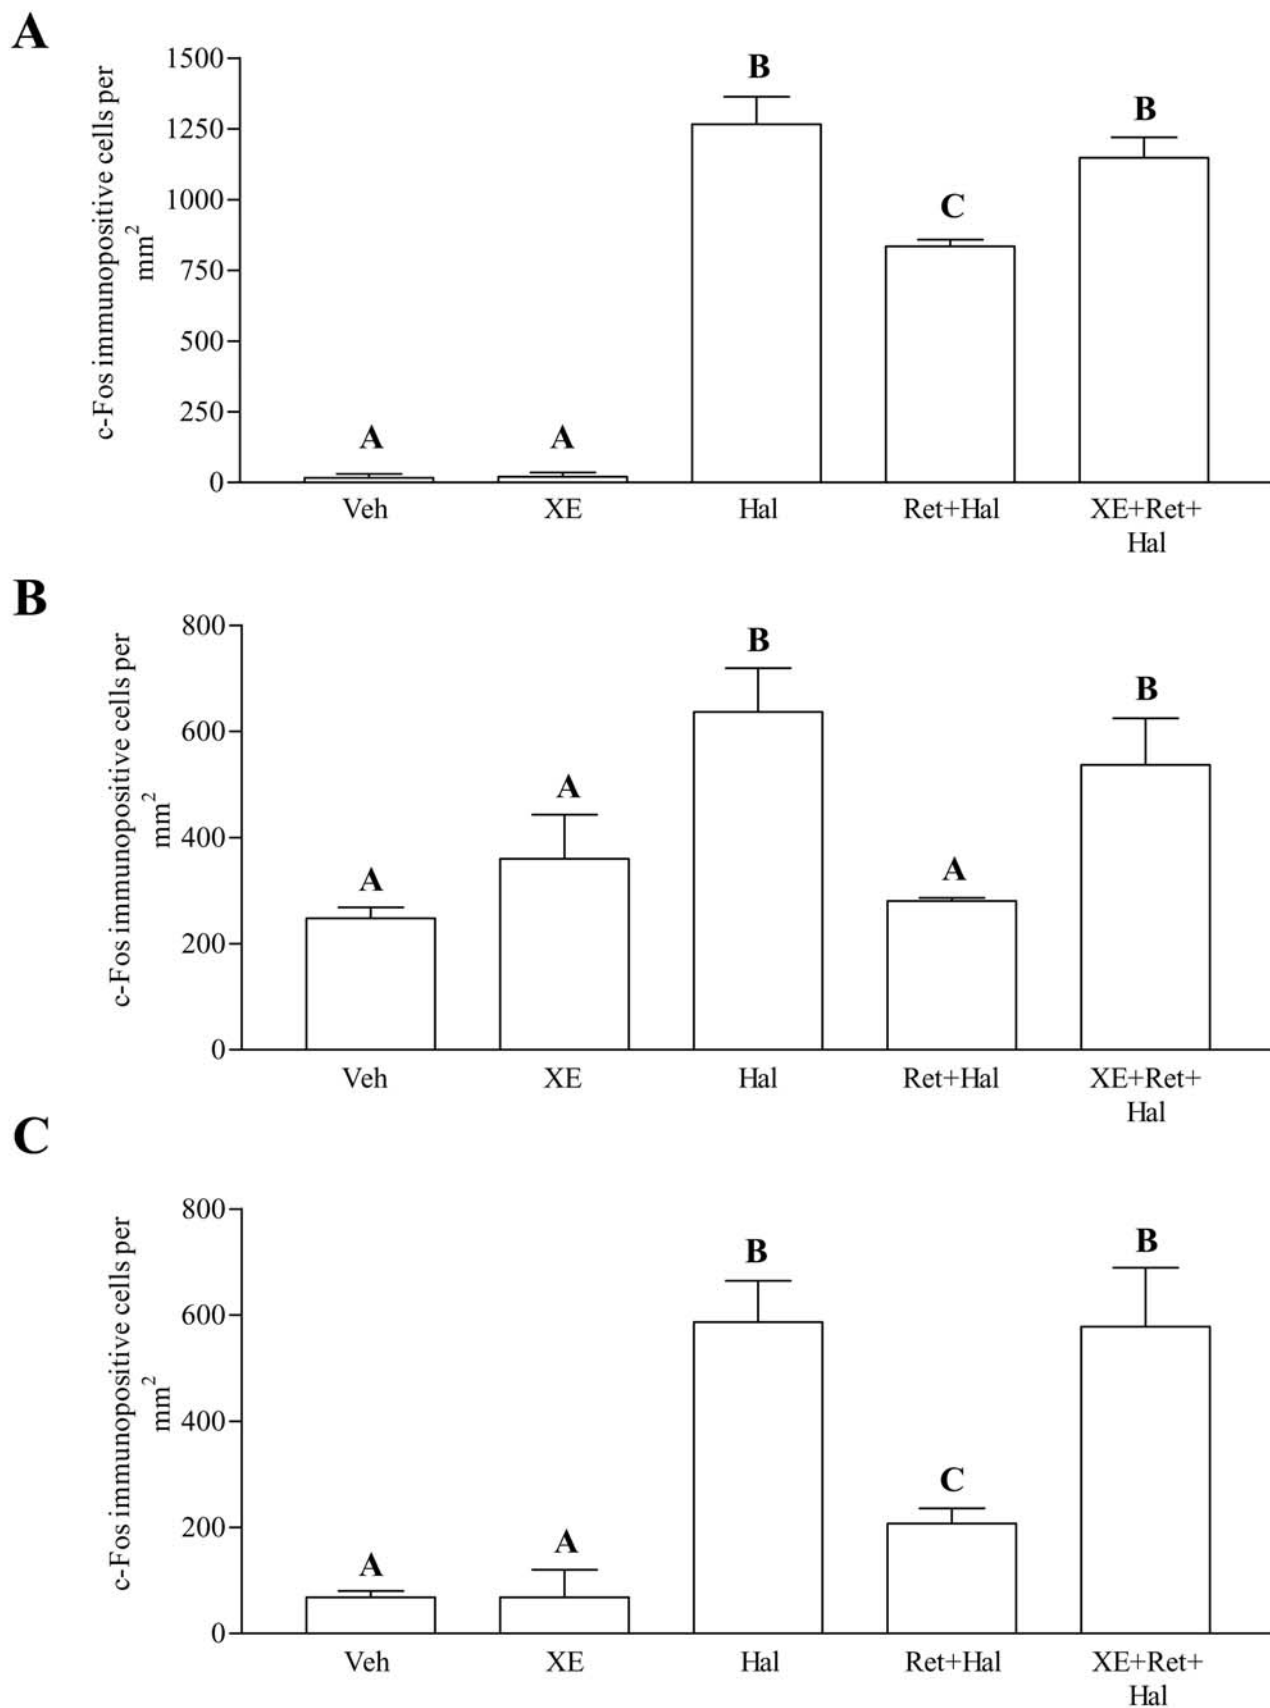 A
c-Fos immunopositive cells per
mm²
1500
1250
1000
750
500
250
0
A
A
B
C
B
Veh
XE
Hal
Ret+Hal
XE+Ret+
Hal
B
c-Fos immunopositive cells per
mm²
800
600
400
200
0
A
A
B
A
B
Veh
XE
Hal
Ret+Hal
XE+Ret+
Hal
C
c-Fos immunopositive cells per
mm²
800
600
400
200
0
A
A
B
C
B
Veh
XE
Hal
Ret+Hal
XE+Ret+
Hal